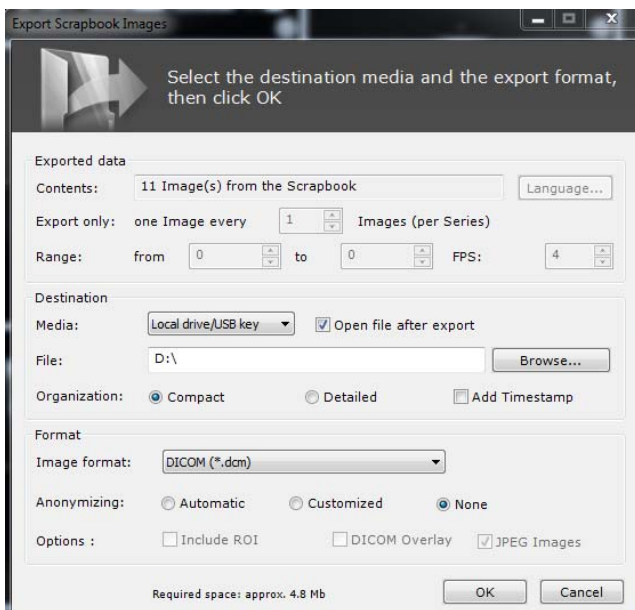 Export Scrapbook Images
Select the destination media and the export format,
then click OK
Exported data
Contents: 11 Image(s) from the Scrapbook Language...
Export only: one Image every 1 Images (per Series)
Range: from 0 to 0 FPS: 4
Destination
Media: Local drive/USB key Open file after export
File: D:\ Browse...
Organization: Compact Detailed Add Timestamp
Format
Image format: DICOM (*.dcm)
Anonymizing: Automatic Customized None
Options : Include ROI DICOM Overlay JPEG Images
Required space: approx. 4.8 Mb OK Cancel